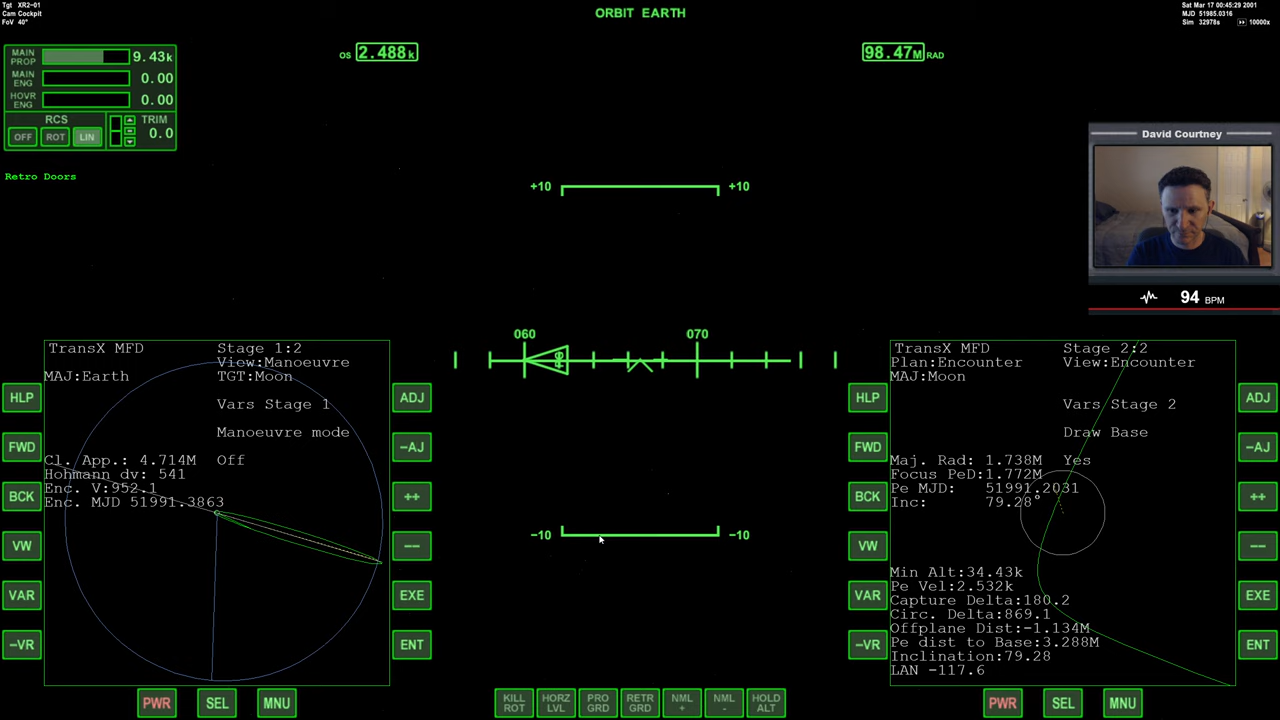 Tgt XR2-01
Cam Cockpit
FoV 40°
ORBIT EARTH
Sat Mar 17 00:45:29 2001
MJD 51985.0316
Sim 32978s
10000x
MAIN PROP 9.43k
MAIN ENG 0.00
HOVR ENG 0.00
RCS
TRIM
OFF ROT LIN
0.0
Retro Doors
OS 2.488k
98.47M RAD
David Courtney
94 BPM
+10 +10
060 070
-10 -10
TransX MFD Stage 1:2
View:Manoeuvre
MAJ:Earth TGT:Moon
Vars Stage 1
Manoeuvre mode
Cl. App.: 4.714M Off
Hohmann dv: 541
Enc. V:952.1
Enc. MJD 51991.3863
HLP ADJ
FWD -AJ
BCK ++
VW --
VAR EXE
-VR ENT
PWR SEL MNU
KILL ROT
HORZ LVL
PRO GRD
RETR GRD
NML +
NML -
HOLD ALT
TransX MFD Stage 2:2
Plan:Encounter View:Encounter
MAJ:Moon
Vars Stage 2
Draw Base
Maj. Rad: 1.738M Yes
Focus PeD:1.772M
Pe MJD: 51991.2031
Inc: 79.28°
Min Alt:34.43k
Pe Vel:2.532k
Capture Delta:180.2
Circ. Delta:869.1
Offplane Dist:-1.134M
Pe dist to Base:3.288M
Inclination:79.28
LAN -117.6
HLP ADJ
FWD -AJ
BCK ++
VW --
VAR EXE
-VR ENT
PWR SEL MNU